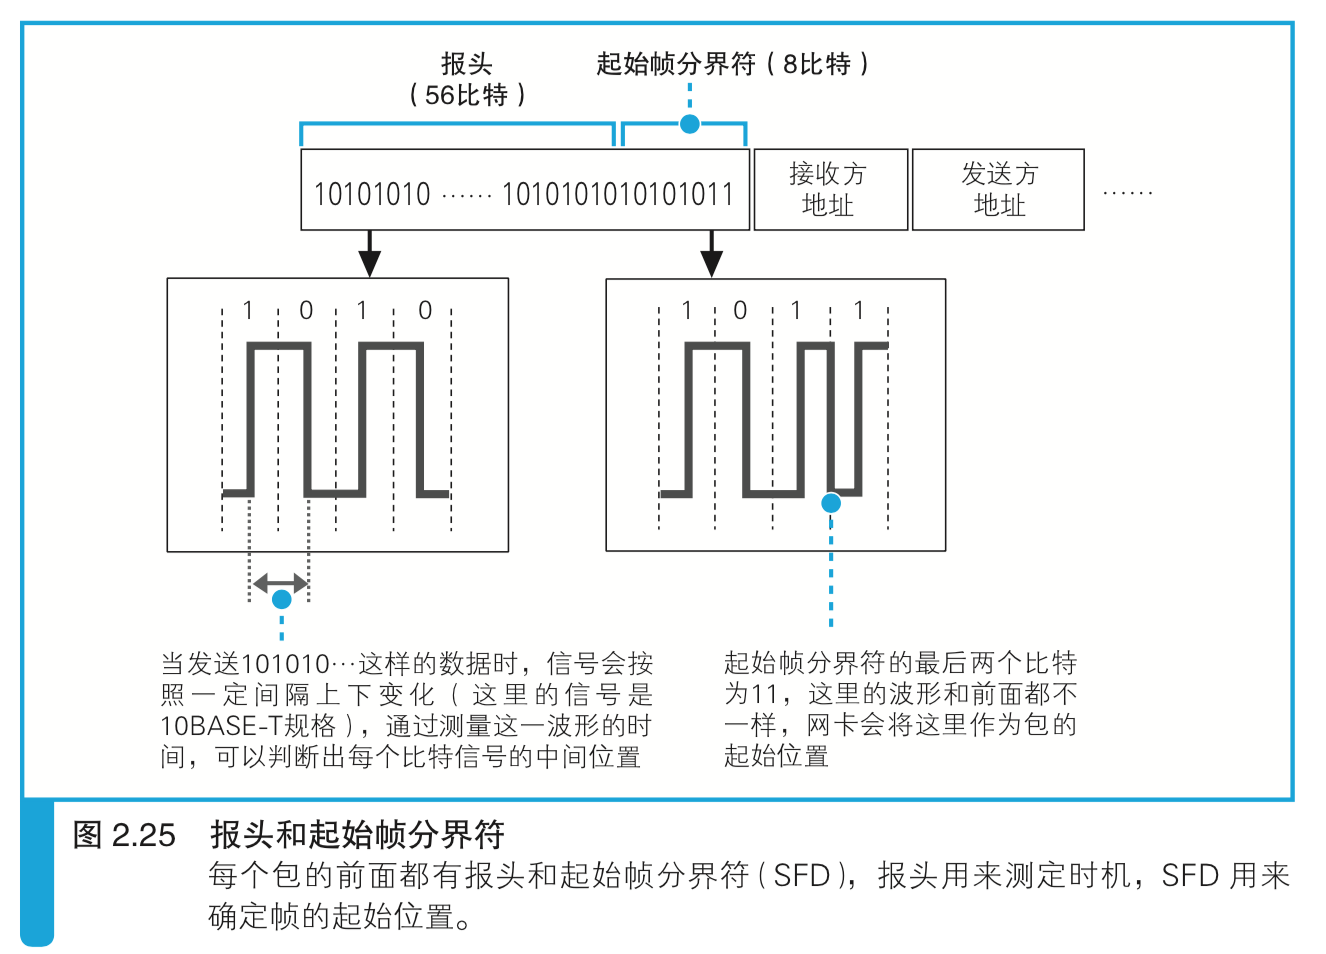 报头
（56比特）
起始帧分界符（8比特）
10101010 ······ 1010101010101011
接收方
地址
发送方
地址
······
1 0 1 0
1 0 1 1
当发送101010···这样的数据时，信号会按
照一定间隔上下变化（这里的信号是
10BASE-T规格），通过测量这一波形的时
间，可以判断出每个比特信号的中间位置
起始帧分界符的最后两个比特
为11，这里的波形和前面都不
一样，网卡会将这里作为包的
起始位置
图 2.25 报头和起始帧分界符
每个包的前面都有报头和起始帧分界符（SFD），报头用来测定时机，SFD 用来
确定帧的起始位置。